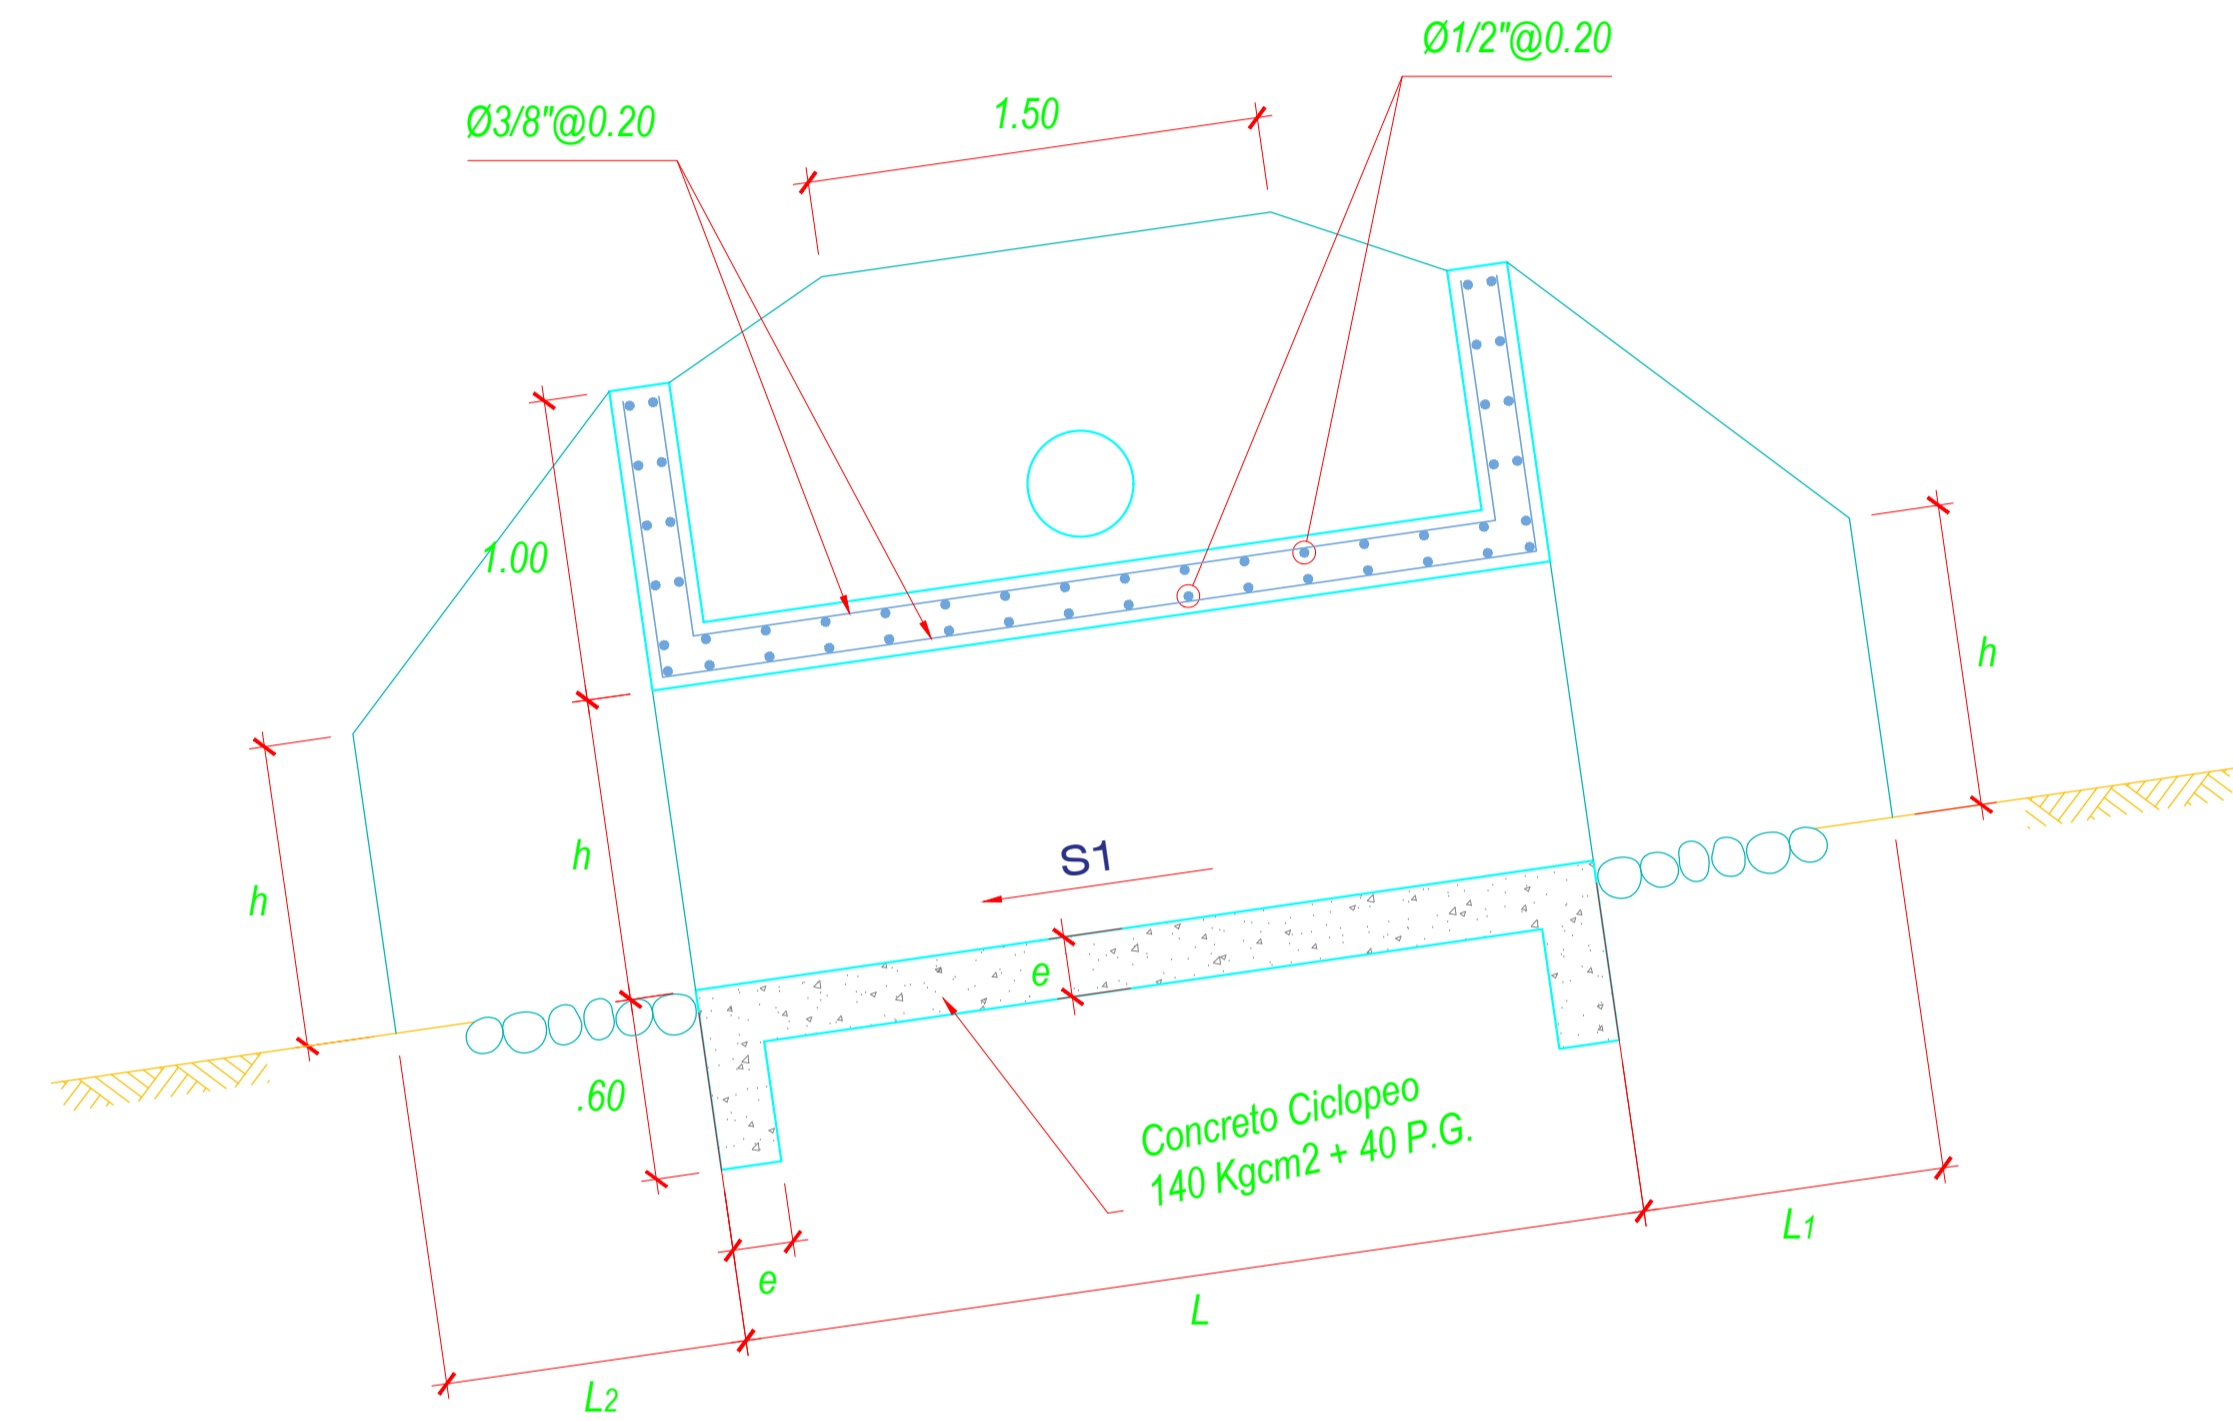 Ø1/2"@0.20
Ø3/8"@0.20
1.50
1.00
h
h
h
S1
e
.60
Concreto Ciclopeo
140 Kgcm2 + 40 P.G.
e
L1
L
L2